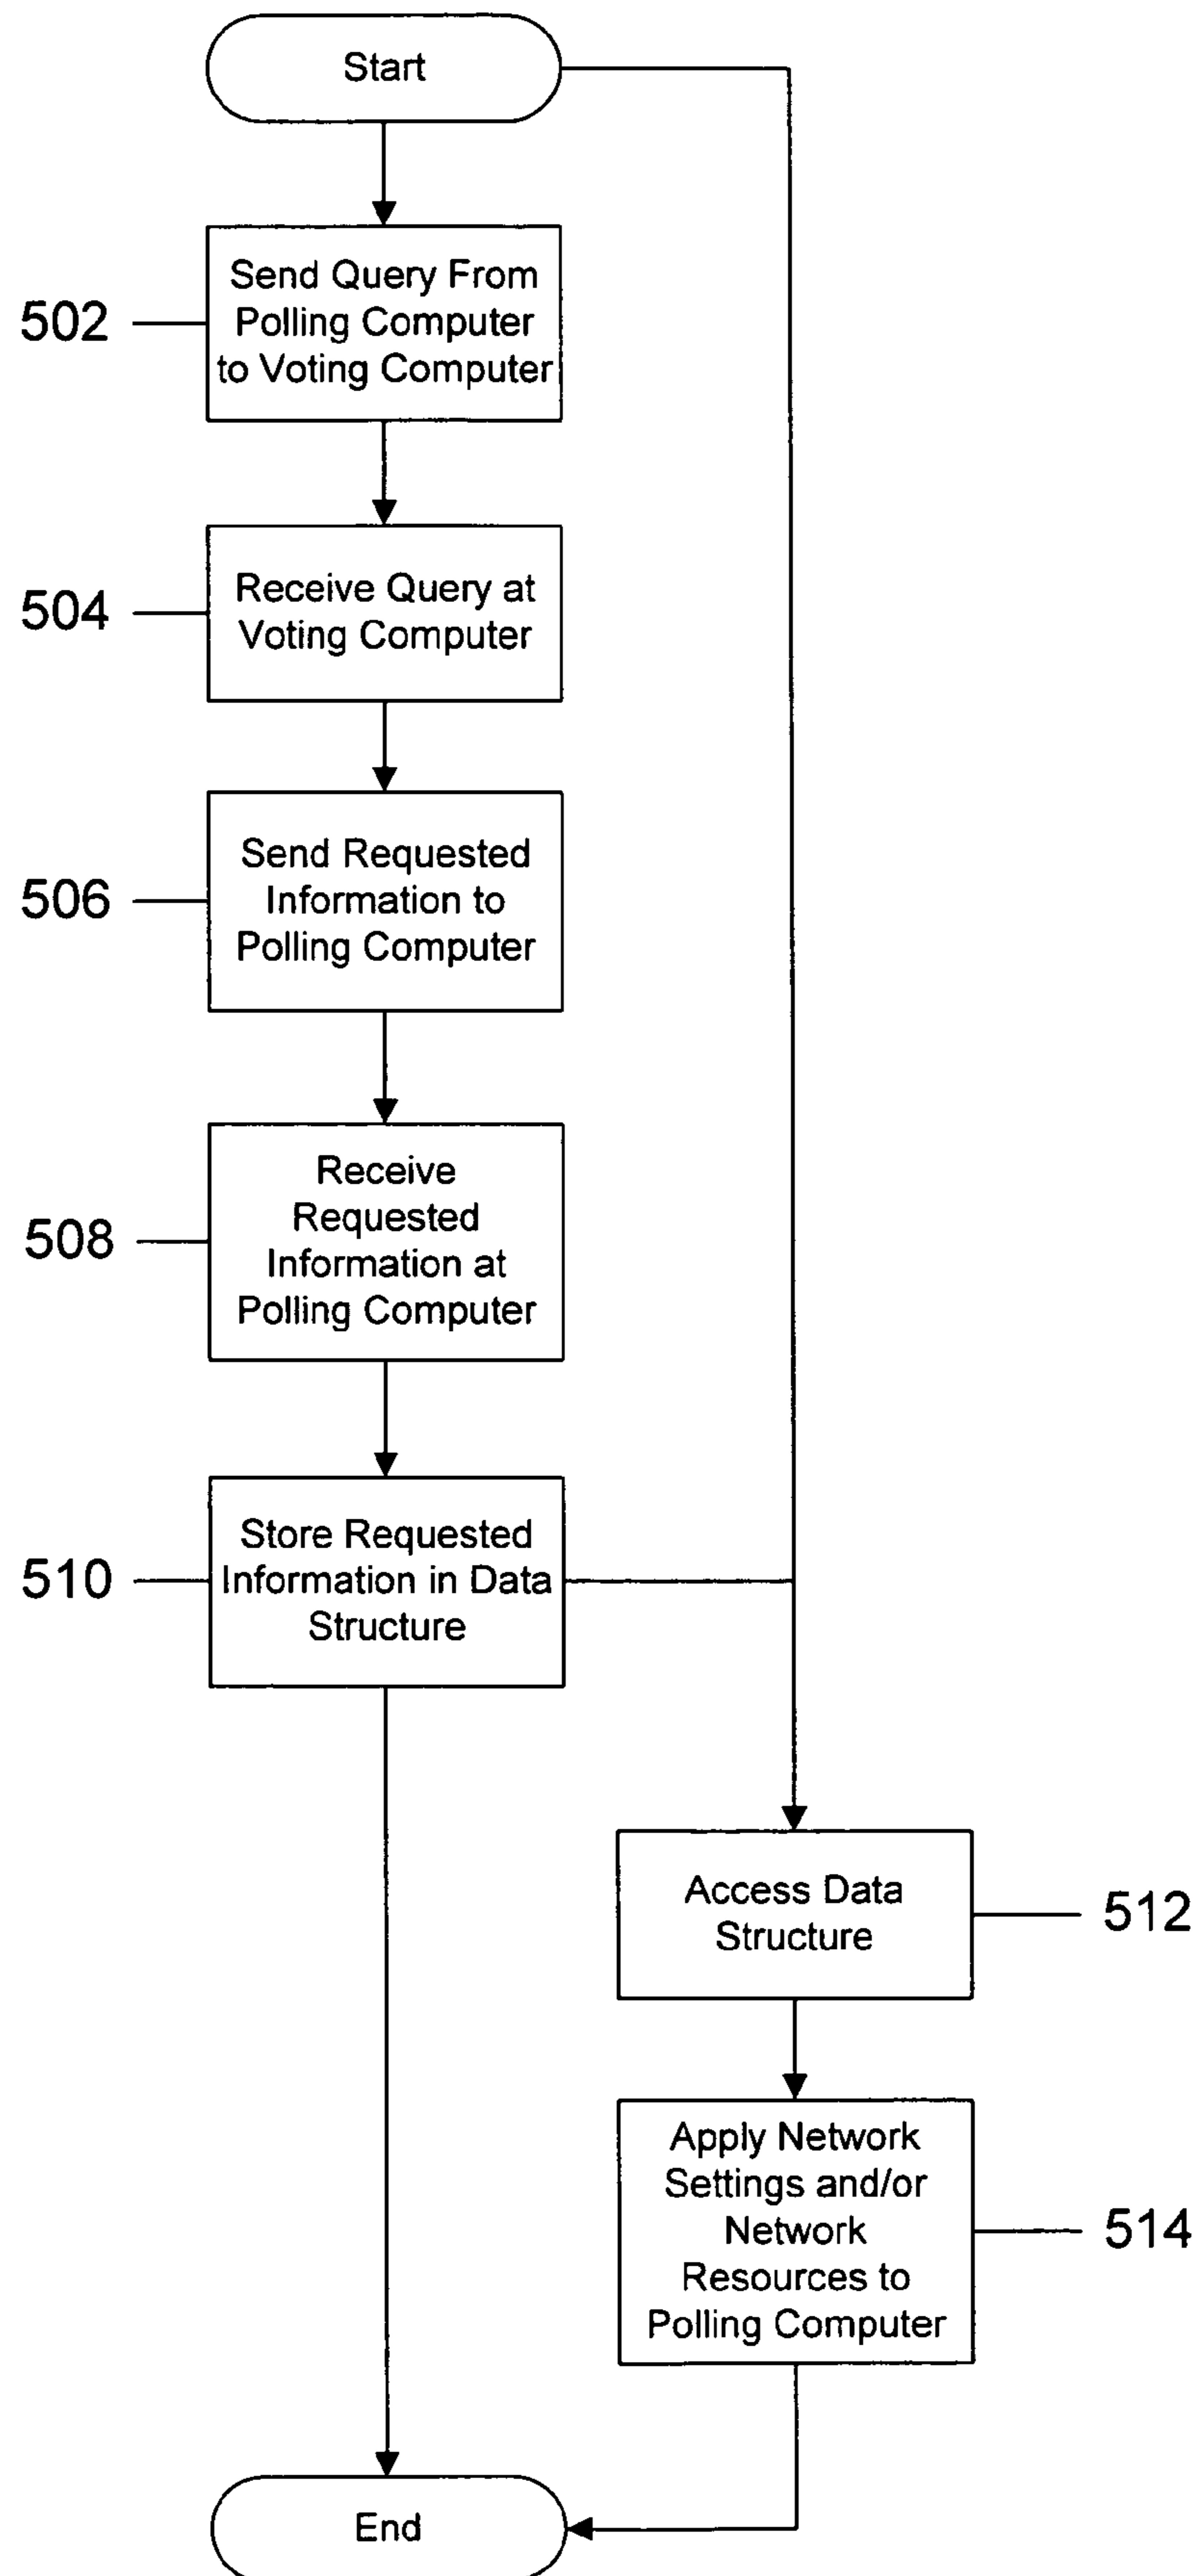 Start
502
Send Query From
Polling Computer
to Voting Computer
504
Receive Query at
Voting Computer
506
Send Requested
Information to
Polling Computer
508
Receive
Requested
Information at
Polling Computer
510
Store Requested
Information in Data
Structure
Access Data
Structure
512
Apply Network
Settings and/or
Network
Resources to
Polling Computer
514
End